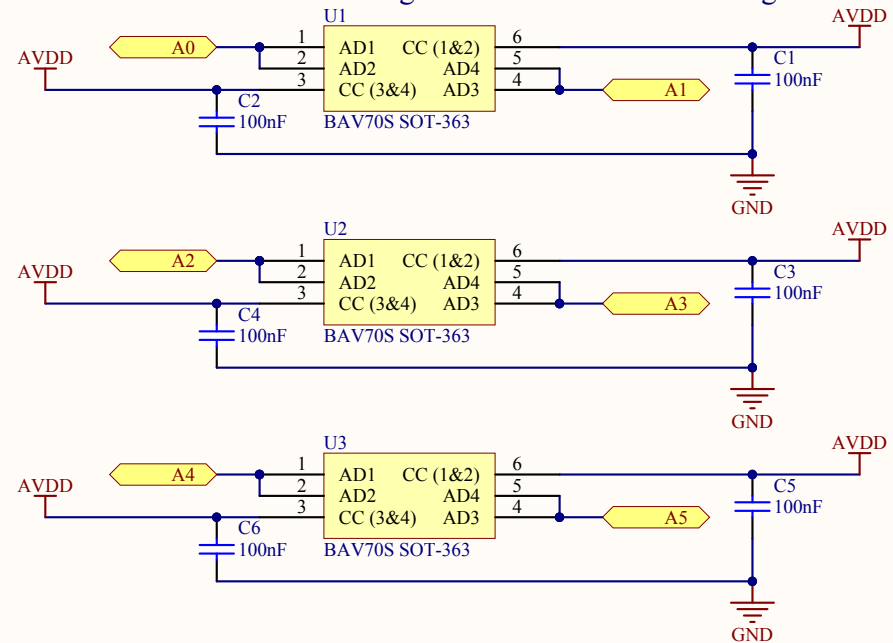 U1
AVDD
A0
1
AD1
CC (1&2)
6
AVDD
2
AD2
AD4
5
C1
100nF
3
CC (3&4)
AD3
4
A1
C2
100nF
BAV70S SOT-363
GND
U2
AVDD
A2
1
AD1
CC (1&2)
6
AVDD
2
AD2
AD4
5
C3
100nF
3
CC (3&4)
AD3
4
A3
C4
100nF
BAV70S SOT-363
GND
U3
AVDD
A4
1
AD1
CC (1&2)
6
AVDD
2
AD2
AD4
5
C5
100nF
3
CC (3&4)
AD3
4
A5
C6
100nF
BAV70S SOT-363
GND